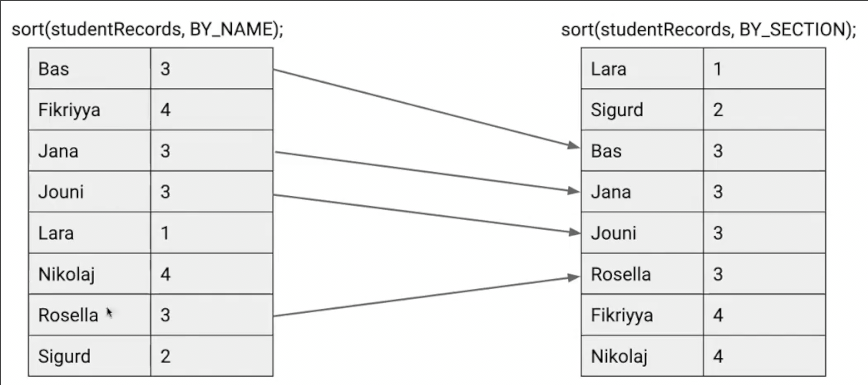 sort(studentRecords, BY_NAME);
Bas 3
Fikriyya 4
Jana 3
Jouni 3
Lara 1
Nikolaj 4
Rosella 3
Sigurd 2
sort(studentRecords, BY_SECTION);
Lara 1
Sigurd 2
Bas 3
Jana 3
Jouni 3
Rosella 3
Fikriyya 4
Nikolaj 4